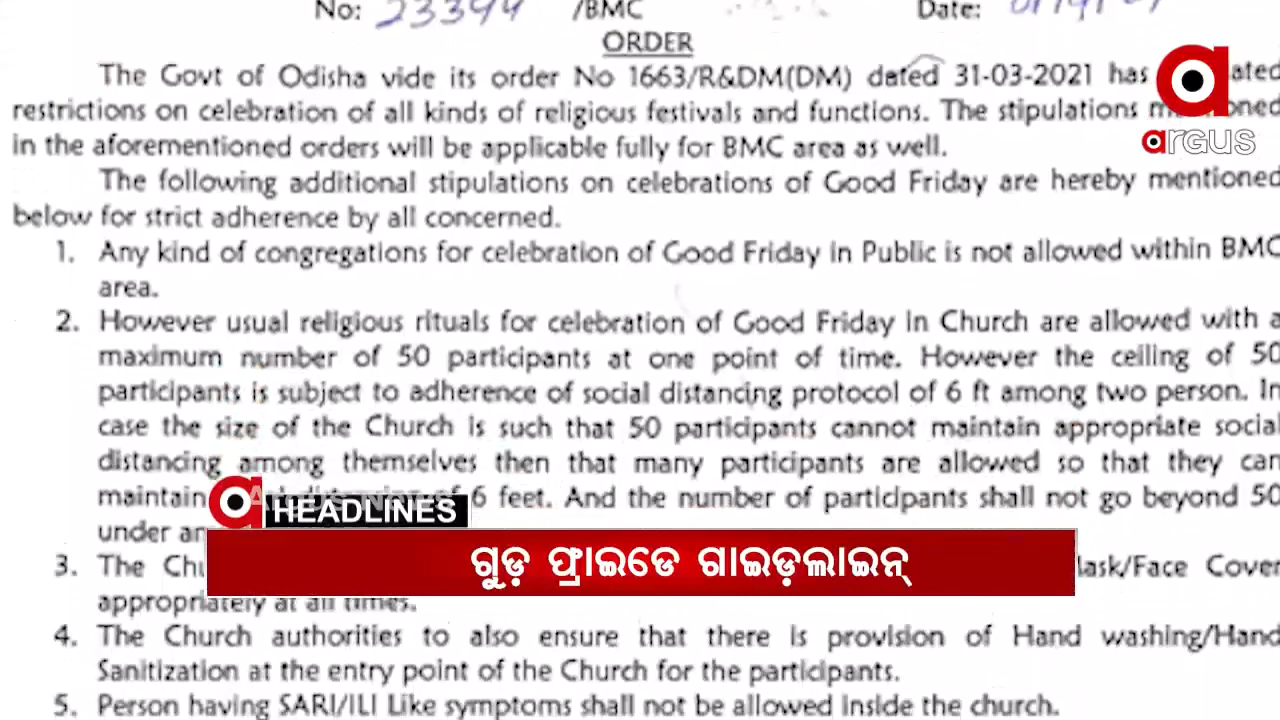 No: 23394 /BMC Date:
ORDER
The Govt of Odisha vide its order No 1663/R&DM(DM) dated 31-03-2021 has ated
restrictions on celebration of all kinds of religious festivals and functions. The stipulations m ned
in the aforementioned orders will be applicable fully for BMC area as well.
The following additional stipulations on celebrations of Good Friday are hereby mentioned
below for strict adherence by all concerned.
1. Any kind of congregations for celebration of Good Friday in Public is not allowed within BMC
area.
2. However usual religious rituals for celebration of Good Friday in Church are allowed with a
maximum number of 50 participants at one point of time. However the ceiling of 50
participants is subject to adherence of social distancing protocol of 6 ft among two person. In
case the size of the Church is such that 50 participants cannot maintain appropriate social
distancing among themselves then that many participants are allowed so that they can
maintain of 6 feet. And the number of participants shall not go beyond 50
under
3. The Mask/Face Cover
appropriately at all times.
4. The Church authorities to also ensure that there is provision of Hand washing/Hand
Sanitization at the entry point of the Church for the participants.
5. Person having SARI/ILI Like symptoms shall not be allowed inside the church.
argus
HEADLINES
ଗୁଡ଼ ଫ୍ରାଇଡେ ଗାଇଡ଼ଲାଇନ୍